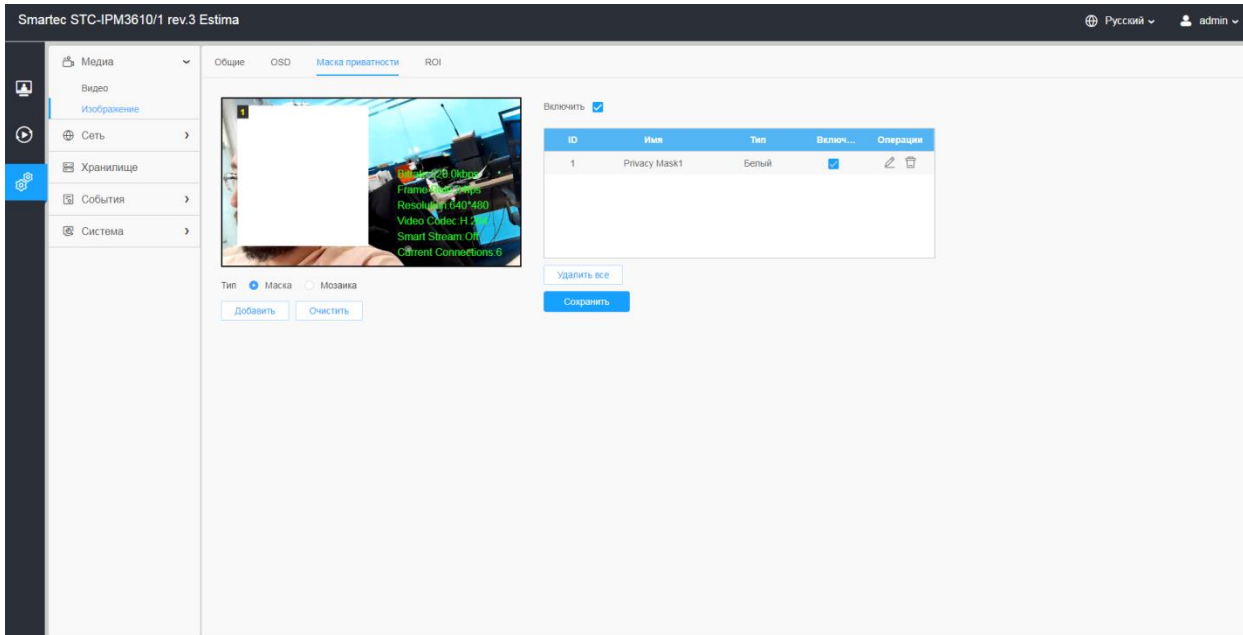 Smartec STC-IPM3610/1 rev.3 Estima
Русский
admin
Медиа
Видео
Изображение
Сеть
Хранилище
События
Система
Общие
OSD
Маска приватности
ROI
1
Frame
Resolution 640*480
Video Codec:H
Smart Stream:Off
Current Connections:6
Тип
Маска
Мозаика
Добавить
Очистить
Включить
ID Имя Тип Включ... Операции
1 Privacy Mask1 Белый
Удалить все
Сохранить